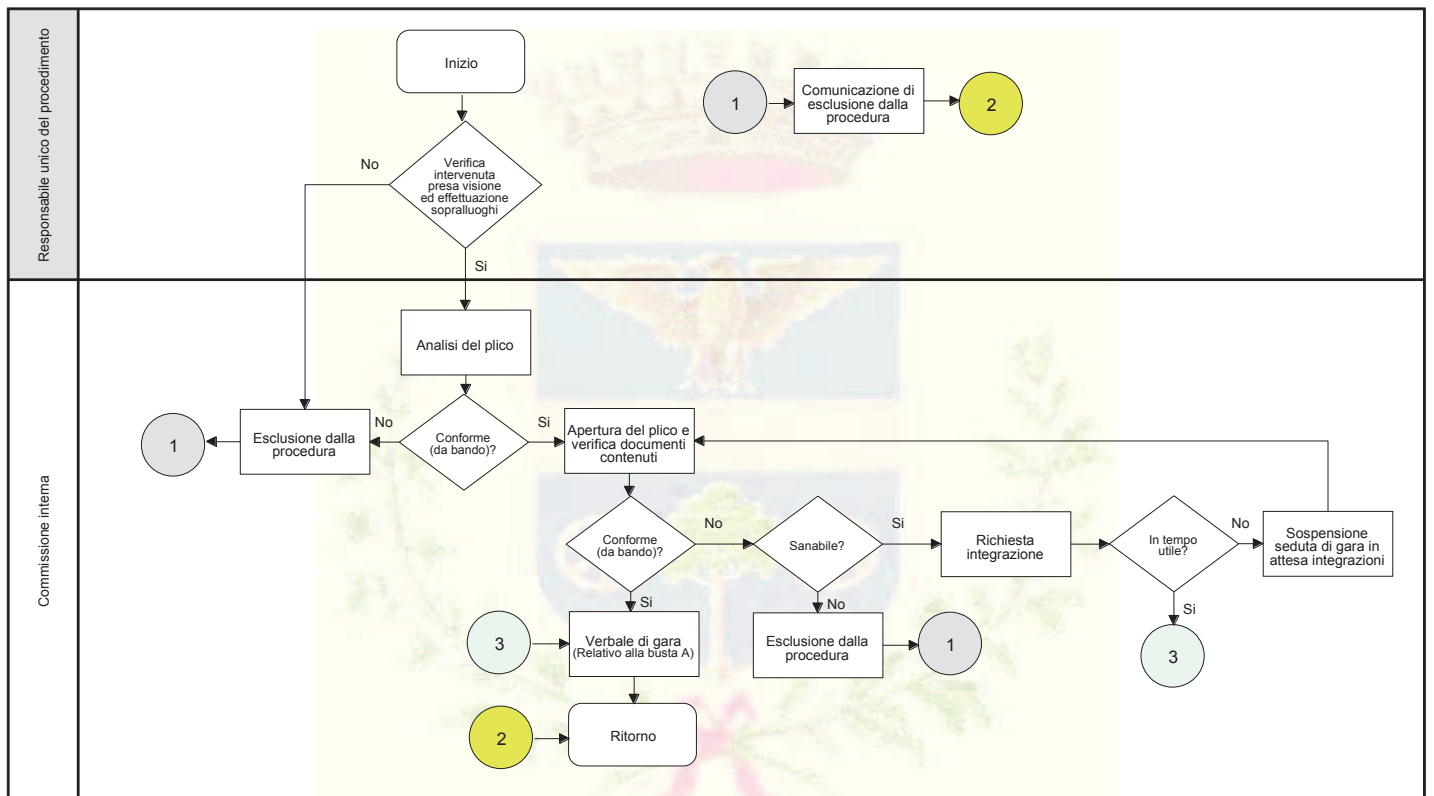 Responsabile unico del procedimento
Inizio
1
Comunicazione di
esclusione dalla
procedura
2
No
Verifica
intervenuta
presa visione
ed effettuazione
sopralluoghi
Si
Commissione interna
Analisi del plico
1
Esclusione dalla
procedura
No
Conforme
(da bando)?
Si
Apertura del plico e
verifica documenti
contenuti
Conforme
(da bando)?
No
Sanabile?
Si
Richiesta
integrazione
In tempo
utile?
No
Sospensione
seduta di gara in
attesa integrazioni
Si
No
Si
3
Verbale di gara
(Relativo alla busta A)
Esclusione dalla
procedura
1
3
2
Ritorno